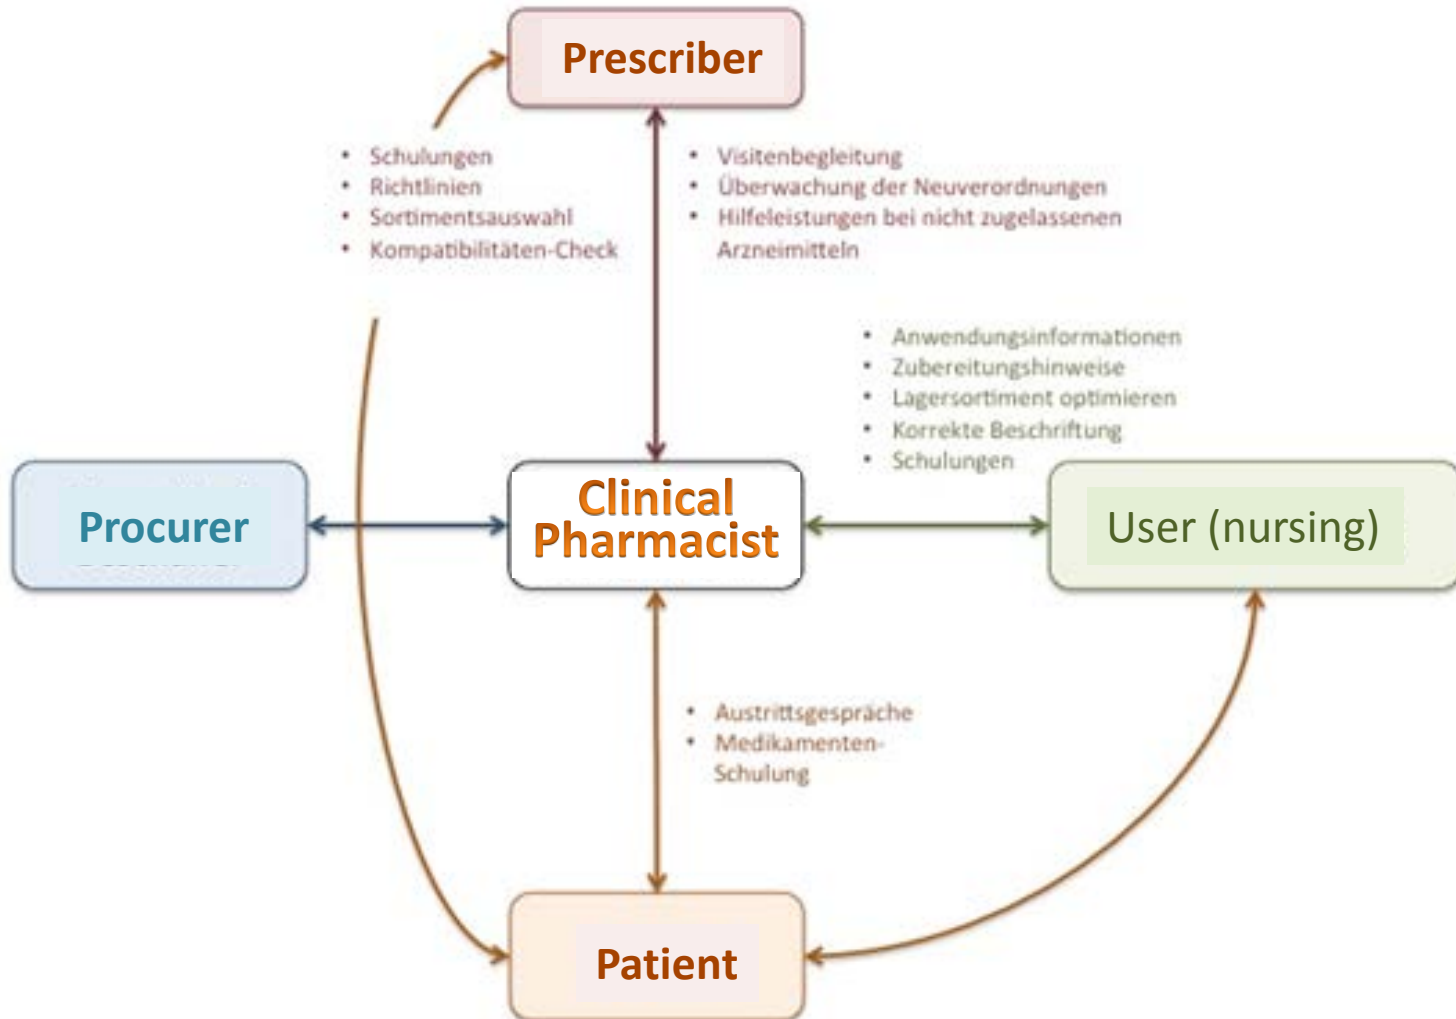 Prescriber
• Schulungen
• Richtlinien
• Sortimentsauswahl
• Kompatibilitäten-Check
• Visitenbegleitung
• Überwachung der Neuverordnungen
• Hilfeleistungen bei nicht zugelassenen
Arzneimitteln
• Anwendungsinformationen
• Zubereitungshinweise
• Lagersortiment optimieren
• Korrekte Beschriftung
• Schulungen
Procurer
Clinical
Pharmacist
User (nursing)
• Austrittsgespräche
• Medikamenten-
Schulung
Patient